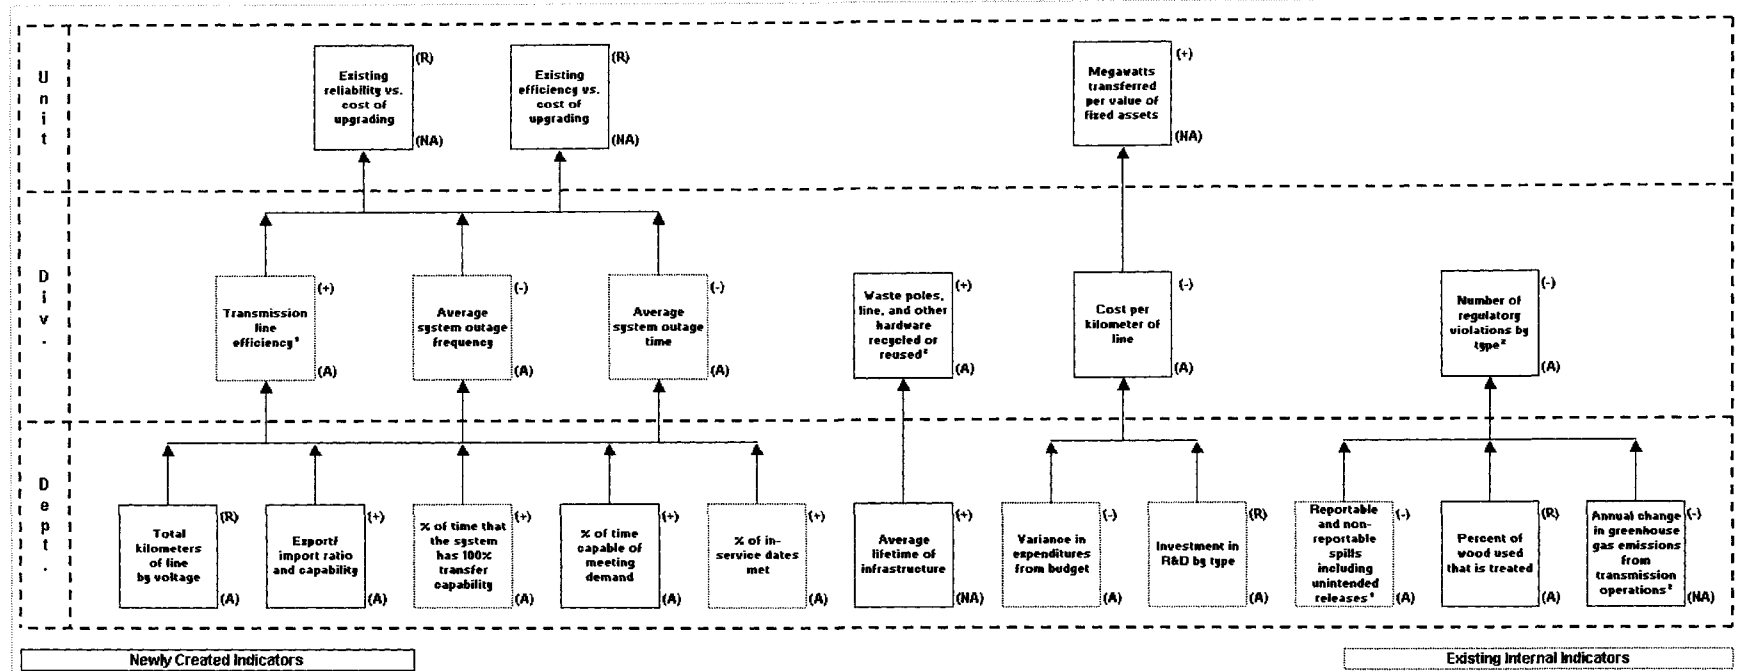 Unit
Existing
reliability vs.
cost of
upgrading
(R)
(NA)
Existing
efficiency vs.
cost of
upgrading
(R)
(NA)
Megawatts
transferred
per value of
fixed assets
(+)
(NA)
Div.
Transmission
line
efficiency¹
(+)
(A)
Average
system outage
frequency
(-)
(A)
Average
system outage
time
(-)
(A)
Waste poles,
line, and other
hardware
recycled or
reused²
(+)
(A)
Cost per
kilometer of
line
(-)
(A)
Number of
regulatory
violations by
type²
(-)
(A)
Dept.
Total
kilometers
of line
by voltage
(R)
(A)
Export/
import ratio
and capability
(+)
(A)
% of time that
the system
has 100%
transfer
capability
(+)
(A)
% of time
capable of
meeting
demand
(+)
(A)
% of in-
service dates
met
(+)
(A)
Average
lifetime of
infrastructure
(+)
(NA)
Variance in
expenditures
from budget
(-)
(A)
Investment in
R&D by type
(R)
(A)
Reportable
and non-
reportable
spills
including
unintended
releases¹
(-)
(A)
Percent of
wood used
that is treated
(R)
(A)
Annual change
in greenhouse
gas emissions
from
transmission
operations²
(-)
(NA)
Newly Created Indicators
Existing Internal Indicators